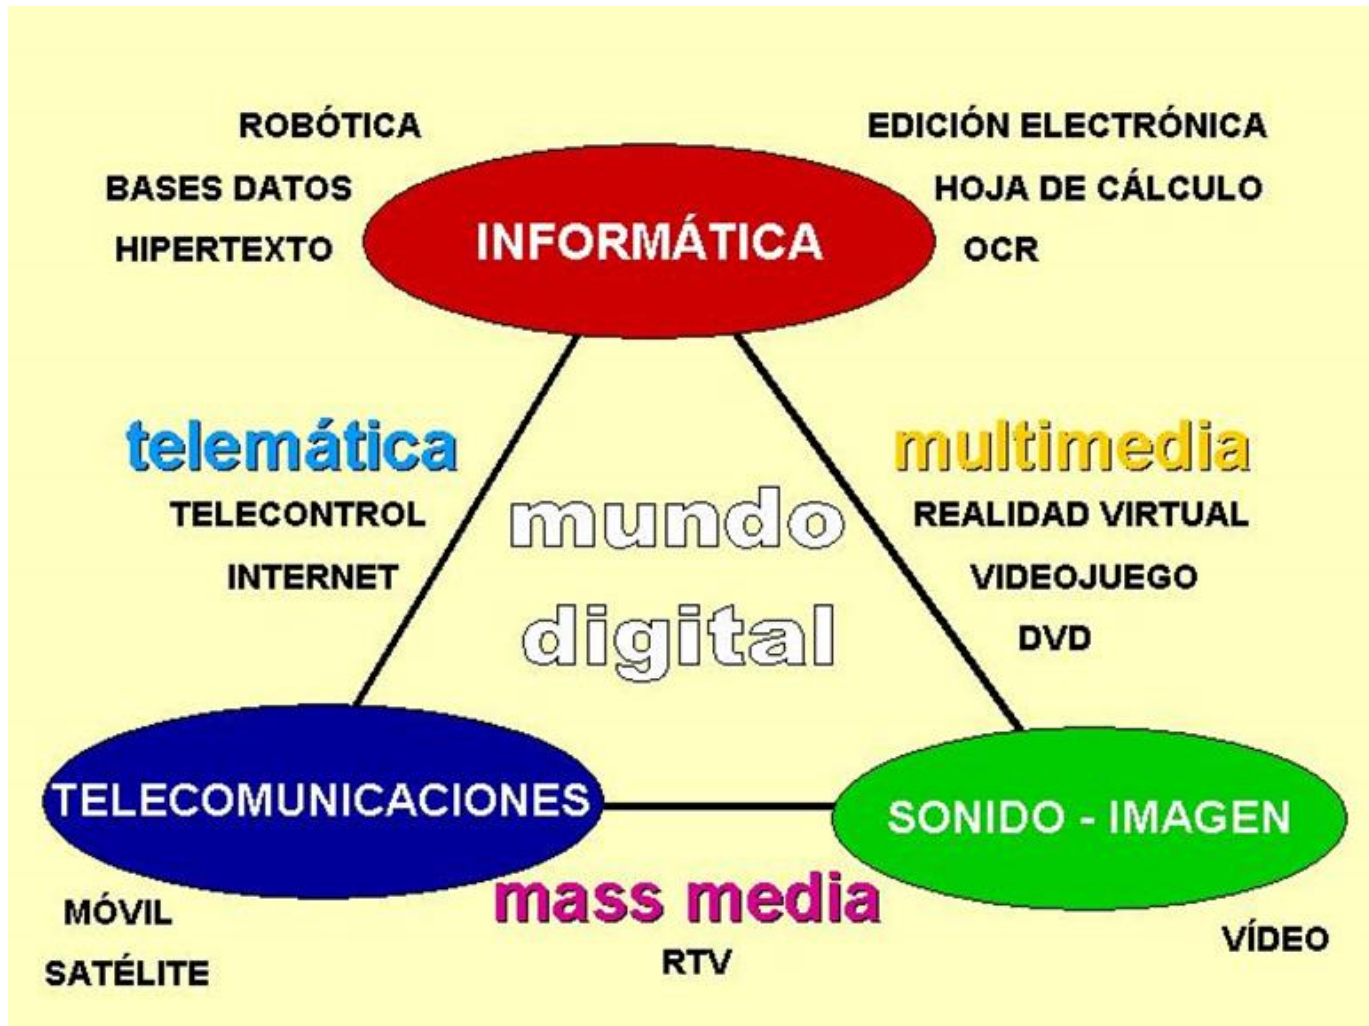 ROBÓTICA
EDICIÓN ELECTRÓNICA
BASES DATOS
HOJA DE CÁLCULO
HIPERTEXTO
INFORMÁTICA
OCR
telemática
multimedia
TELECONTROL
mundo
REALIDAD VIRTUAL
INTERNET
VIDEOJUEGO
digital
DVD
TELECOMUNICACIONES
SONIDO - IMAGEN
mass media
MÓVIL
RTV
VÍDEO
SATÉLITE